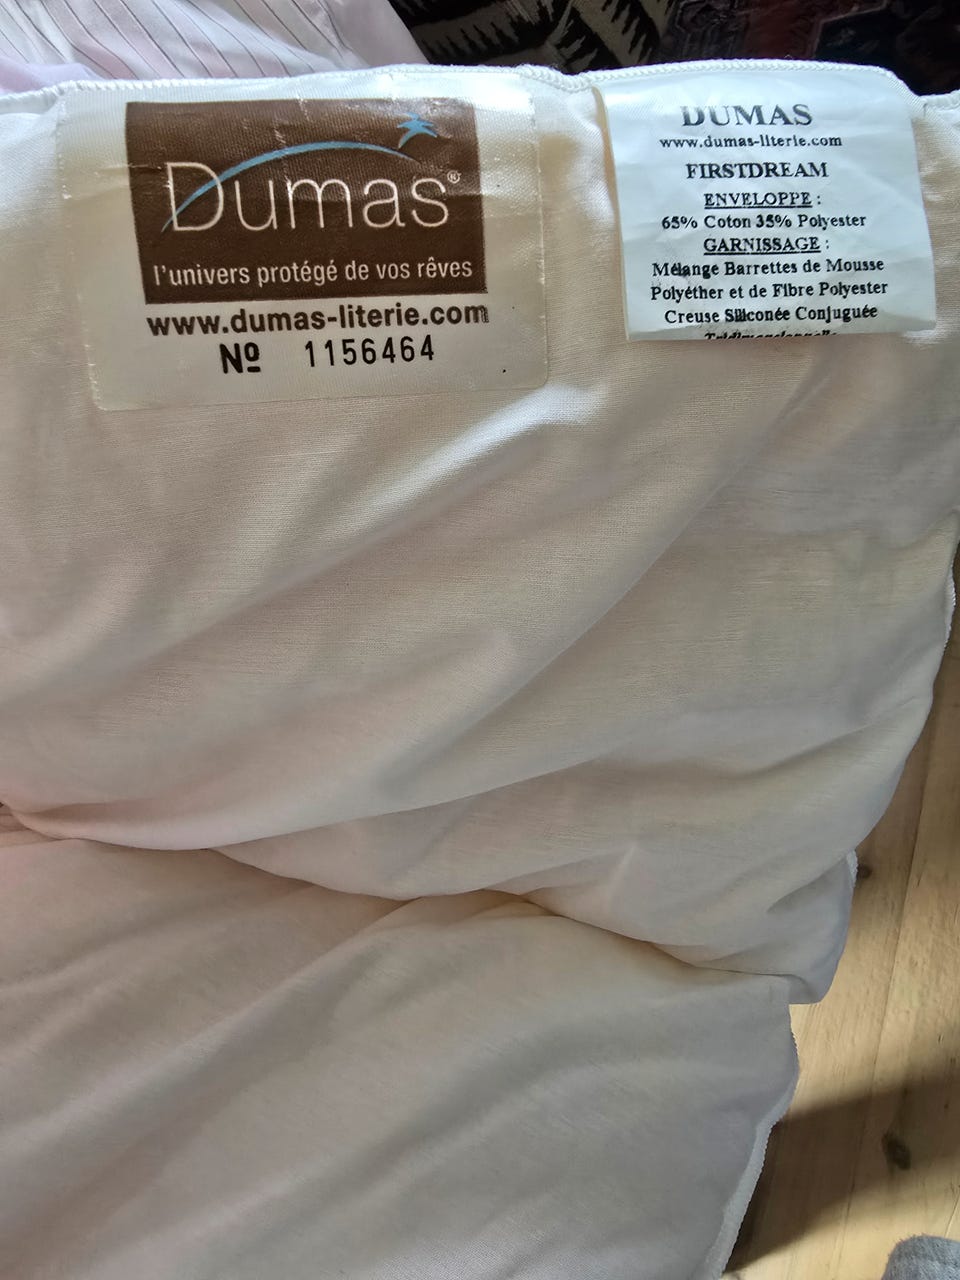 Dumas®
l'univers protégé de vos rêves
www.dumas-literie.com
Nº 1156464
DUMAS
www.dumas-literie.com
FIRSTDREAM
ENVELOPPE :
65% Coton 35% Polyester
GARNISSAGE :
Mélange Barrettes de Mousse
Polyéther et de Fibre Polyester
Creuse Siliconée Conjuguée